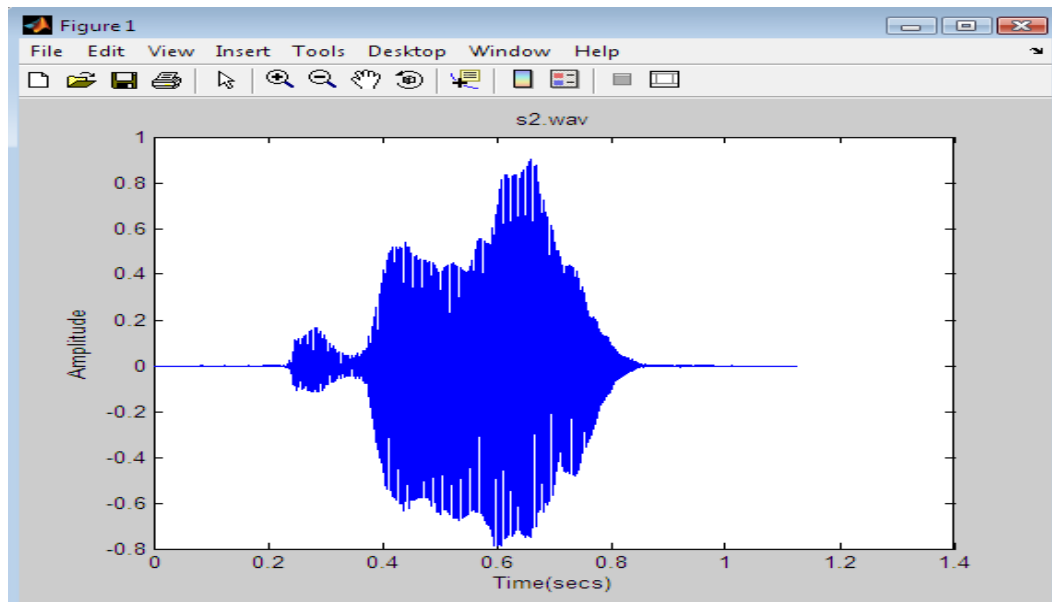 Figure 1
File Edit View Insert Tools Desktop Window Help
s2.wav
1
0.8
0.6
0.4
0.2
0
-0.2
-0.4
-0.6
-0.8
Amplitude
0 0.2 0.4 0.6 0.8 1 1.2 1.4
Time(secs)